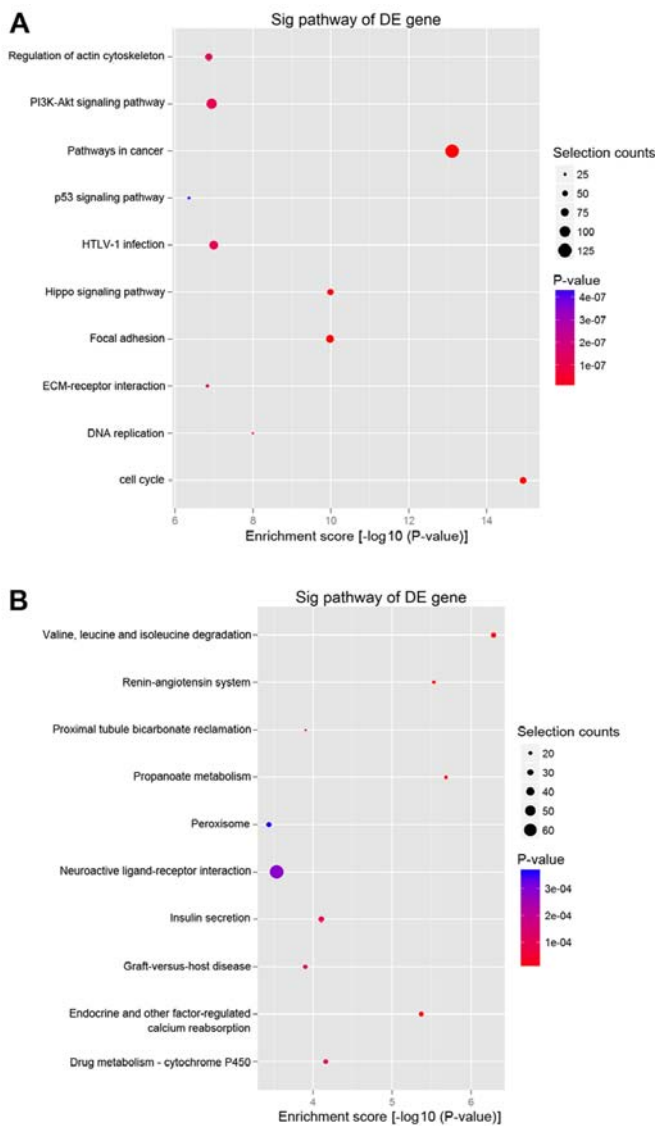 A
Sig pathway of DE gene
Regulation of actin cytoskeleton
PI3K-Akt signaling pathway
Pathways in cancer
p53 signaling pathway
HTLV-1 infection
Hippo signaling pathway
Focal adhesion
ECM-receptor interaction
DNA replication
cell cycle
6 8 10 12 14
Enrichment score [-log10 (P-value)]
Selection counts
25
50
75
100
125
P-value
4e-07
3e-07
2e-07
1e-07
B
Sig pathway of DE gene
Valine, leucine and isoleucine degradation
Renin-angiotensin system
Proximal tubule bicarbonate reclamation
Propanoate metabolism
Peroxisome
Neuroactive ligand-receptor interaction
Insulin secretion
Graft-versus-host disease
Endocrine and other factor-regulated
calcium reabsorption
Drug metabolism - cytochrome P450
4 5 6
Enrichment score [-log10 (P-value)]
Selection counts
20
30
40
50
60
P-value
3e-04
2e-04
1e-04